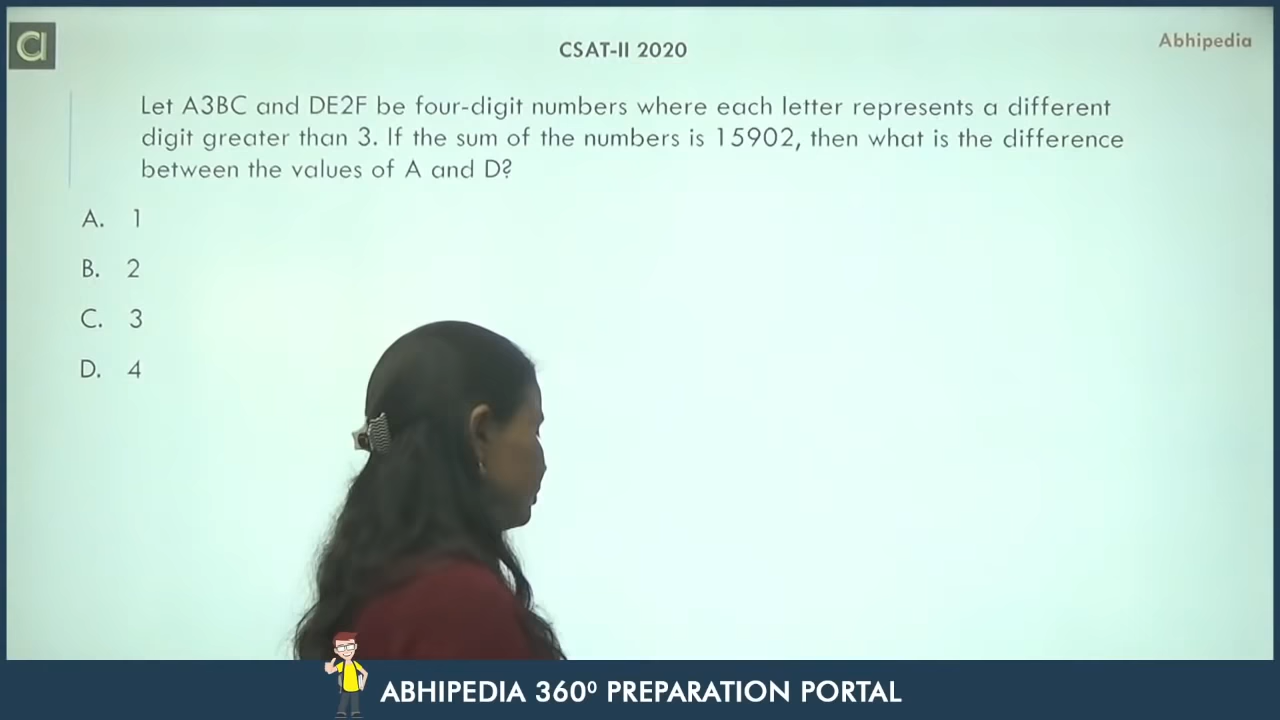 CSAT-II 2020
Abhipedia
Let A3BC and DE2F be four-digit numbers where each letter represents a different
digit greater than 3. If the sum of the numbers is 15902, then what is the difference
between the values of A and D?
A. 1
B. 2
C. 3
D. 4
ABHIPEDIA 360⁰ PREPARATION PORTAL